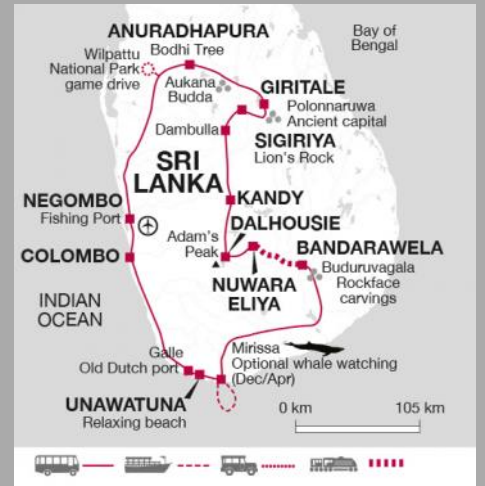 ANURADHAPURA
Bodhi Tree
Bay of
Bengal
Wilpattu
National Park
game drive
Aukana
Budda
GIRITALE
Polonnaruwa
Ancient capital
Dambulla
SIGIRIYA
Lion's Rock
SRI
LANKA
KANDY
NEGOMBO
Fishing Port
DALHOUSIE
Adam's
Peak
COLOMBO
BANDARAWELA
Buduruvagala
Rockface
carvings
NUWARA
ELIYA
INDIAN
OCEAN
Galle
Old Dutch port
Mirissa
Optional whale watching
(Dec/Apr)
UNAWATUNA
Relaxing beach
0 km
105 km